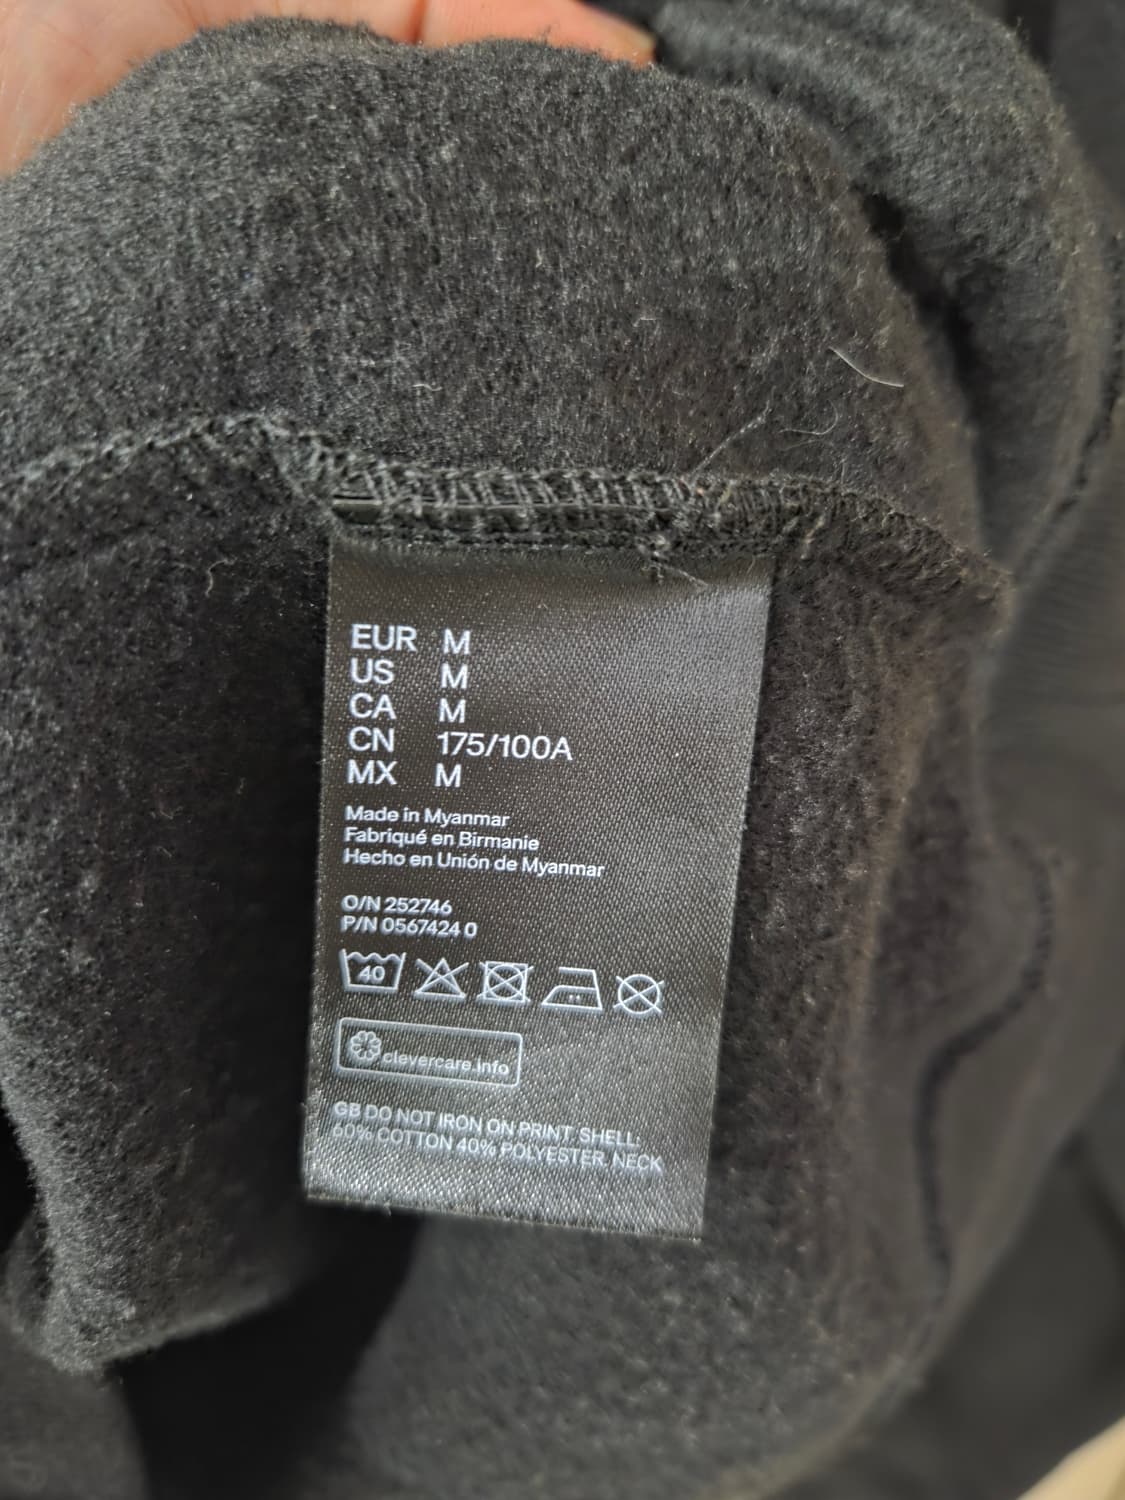 EUR M
US M
CA M
CN 175/100A
MX M
Made in Myanmar
Fabriqué en Birmanie
Hecho en Unión de Myanmar
O/N 252746
P/N 0567424 0
40
clevercare.info
GB DO NOT IRON ON PRINT. SHELL:
60% COTTON 40% POLYESTER. NECK